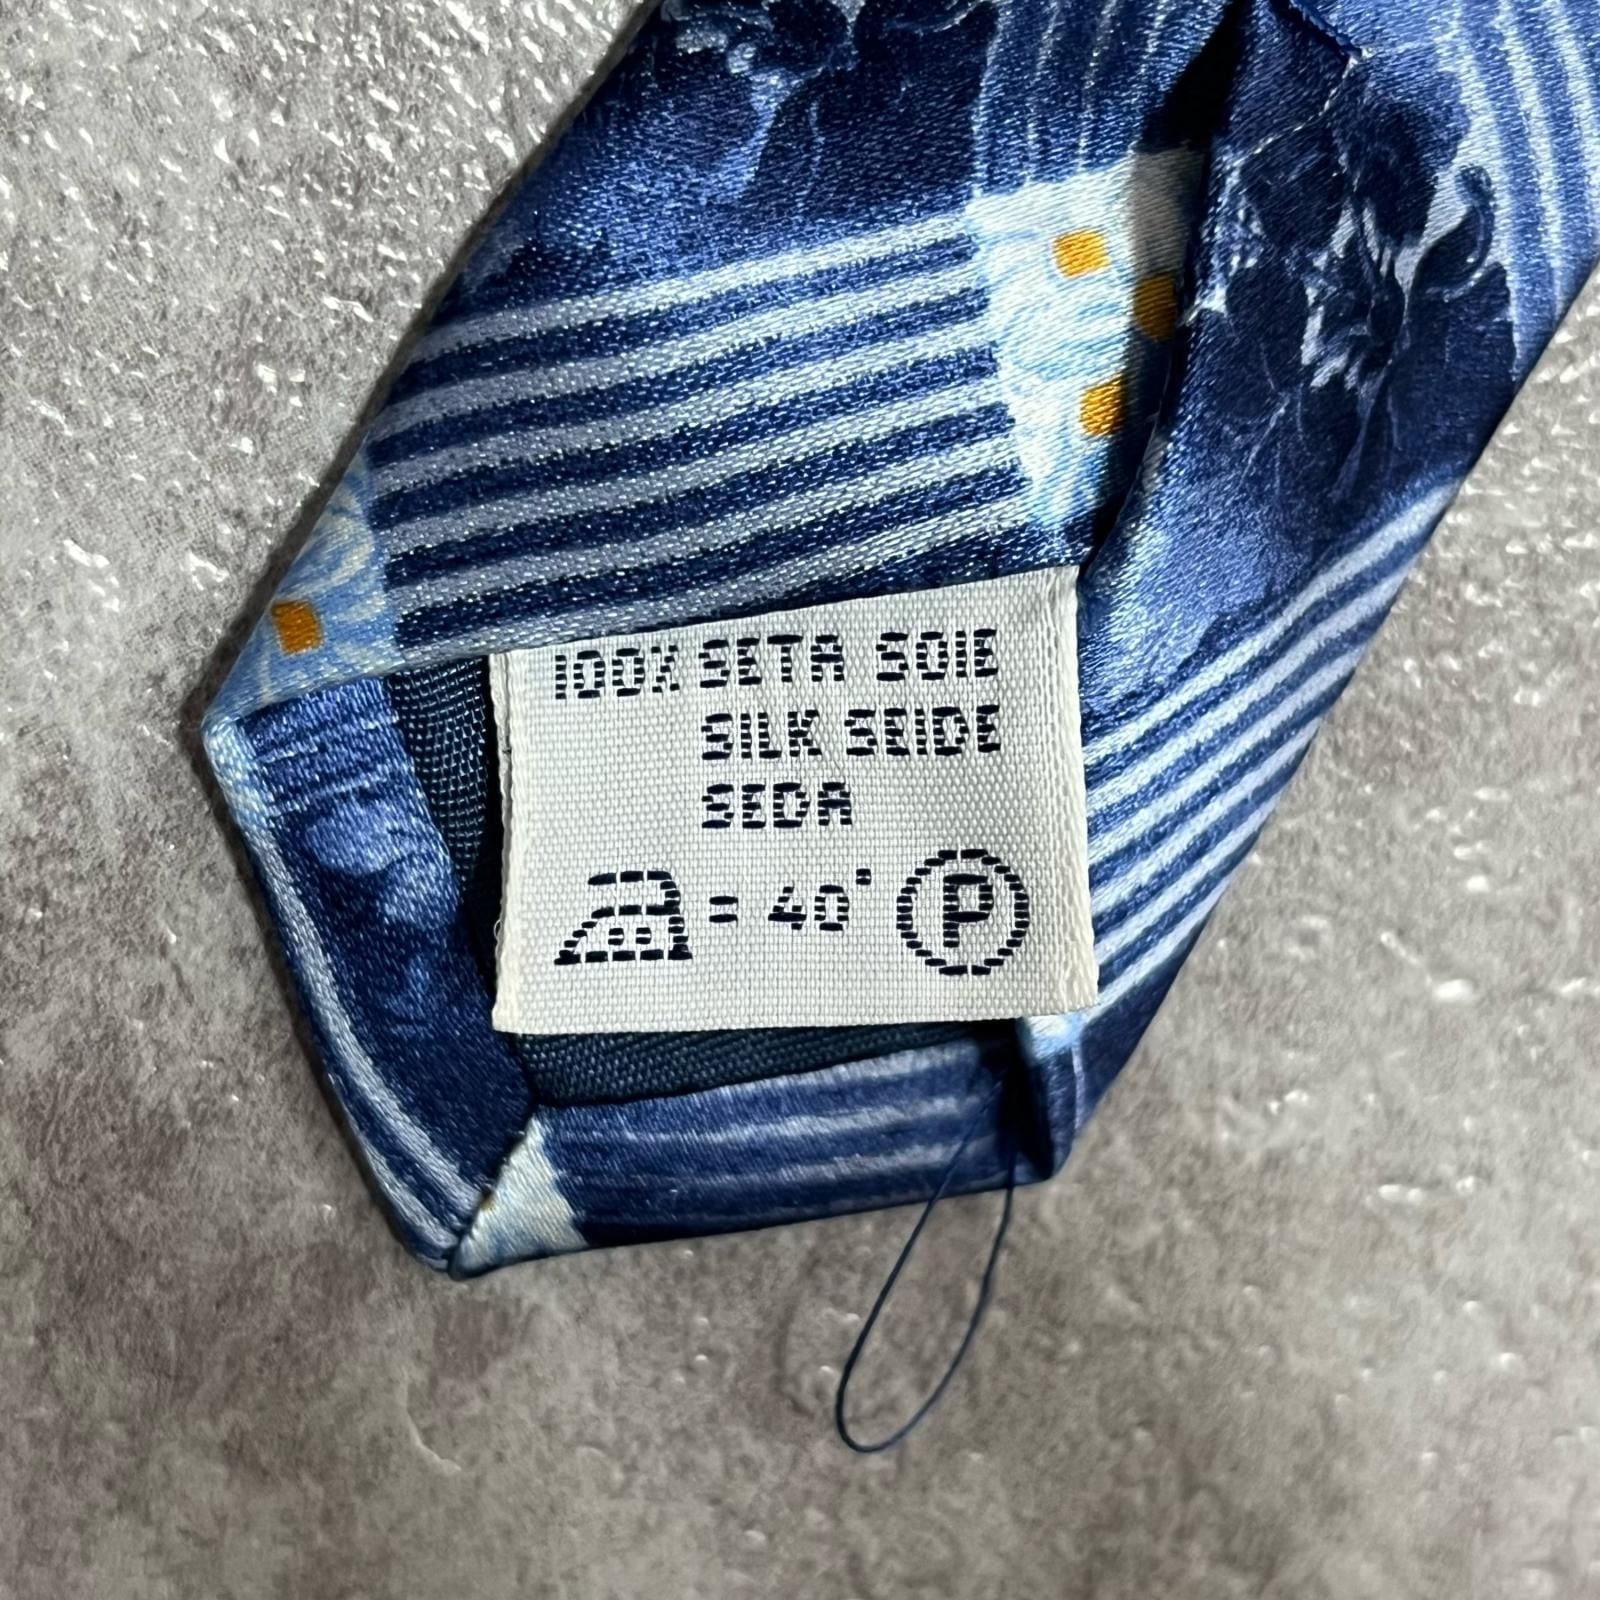 100% SETA SOIE
SILK SEIDE
SEDA
= 40°
P